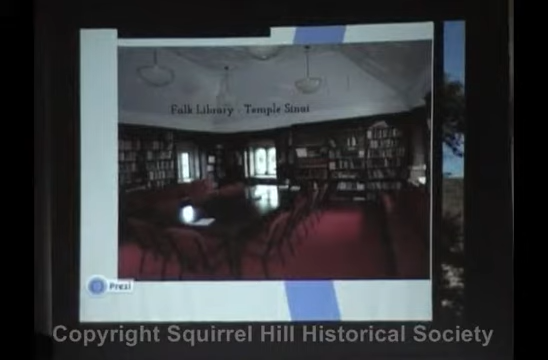 Falk Library - Temple Sinai
Prezi
Copyright Squirrel Hill Historical Society